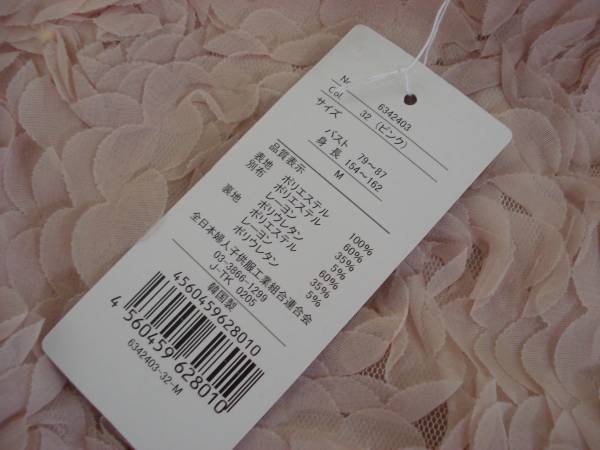 No. 6342403
Col. 32 (ピンク)
サイズ
バスト 79〜87
身長 154〜162
M
品質表示
表地 ポリエステル 100%
別布 ポリエステル 60%
レーヨン 35%
ポリウレタン 5%
裏地 ポリエステル 60%
レーヨン 35%
ポリウレタン 5%
全日本婦人子供服工業組合連合会
03-3866-1299
J-TK 0205
韓国製
4560459628010
4 560459 628010
6342403-32-M